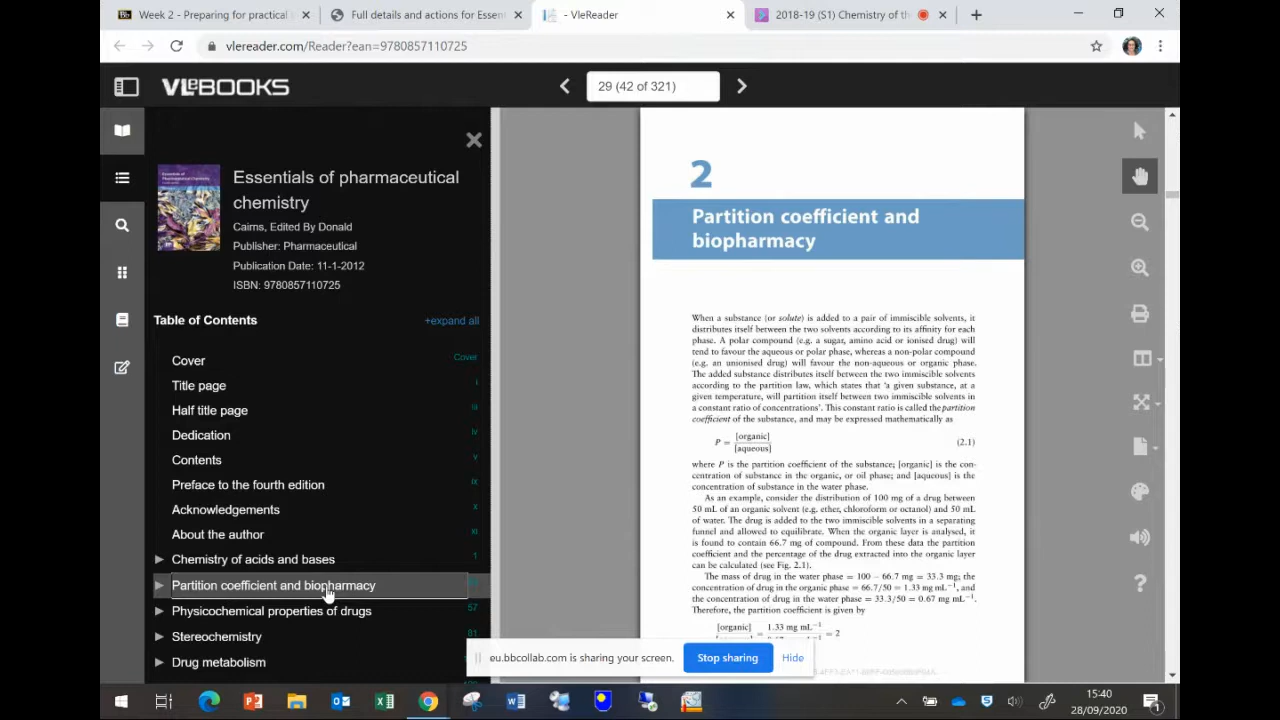 Week 2 - Preparing for practical
Full details and actions for Essent
VleReader
2018-19 (S1) Chemistry of th
vlereader.com/Reader?ean=9780857110725
VLeBOOKS
29 (42 of 321)
Essentials of pharmaceutical
chemistry
Cairns, Edited By Donald
Publisher: Pharmaceutical
Publication Date: 11-1-2012
ISBN: 9780857110725
Table of Contents
+expand all
Cover
Cover
Title page
i
Half title page
iii
Dedication
iv
Contents
v
Preface to the fourth edition
ix
Acknowledgements
x
About the author
xi
Chemistry of acids and bases
1
Partition coefficient and biopharmacy
Physicochemical properties of drugs
57
Stereochemistry
81
Drug metabolism
2
Partition coefficient and
biopharmacy
When a substance (or solute) is added to a pair of immiscible solvents, it
distributes itself between the two solvents according to its affinity for each
phase. A polar compound (e.g. a sugar, amino acid or ionised drug) will
tend to favour the aqueous or polar phase, whereas a non-polar compound
(e.g. an unionised drug) will favour the non-aqueous or organic phase.
The added substance distributes itself between the two immiscible solvents
according to the partition law, which states that 'a given substance, at a
given temperature, will partition itself between two immiscible solvents in
a constant ratio of concentrations'. This constant ratio is called the partition
coefficient of the substance, and may be expressed mathematically as
P = [organic] / [aqueous] (2.1)
where P is the partition coefficient of the substance; [organic] is the con-
centration of substance in the organic, or oil phase; and [aqueous] is the
concentration of substance in the water phase.
As an example, consider the distribution of 100 mg of a drug between
50 mL of an organic solvent (e.g. ether, chloroform or octanol) and 50 mL
of water. The drug is added to the two immiscible solvents in a separating
funnel and allowed to equilibrate. When the organic layer is analysed, it
is found to contain 66.7 mg of compound. From these data the partition
coefficient and the percentage of the drug extracted into the organic layer
can be calculated (see Fig. 2.1).
The mass of drug in the water phase = 100 − 66.7 mg = 33.3 mg; the
concentration of drug in the organic phase = 66.7/50 = 1.33 mg mL⁻¹, and
the concentration of drug in the water phase = 33.3/50 = 0.67 mg mL⁻¹.
Therefore, the partition coefficient is given by
[organic] = 1.33 mg mL⁻¹ = 2
eu.bbcollab.com is sharing your screen.
Stop sharing
Hide
15:40
28/09/2020